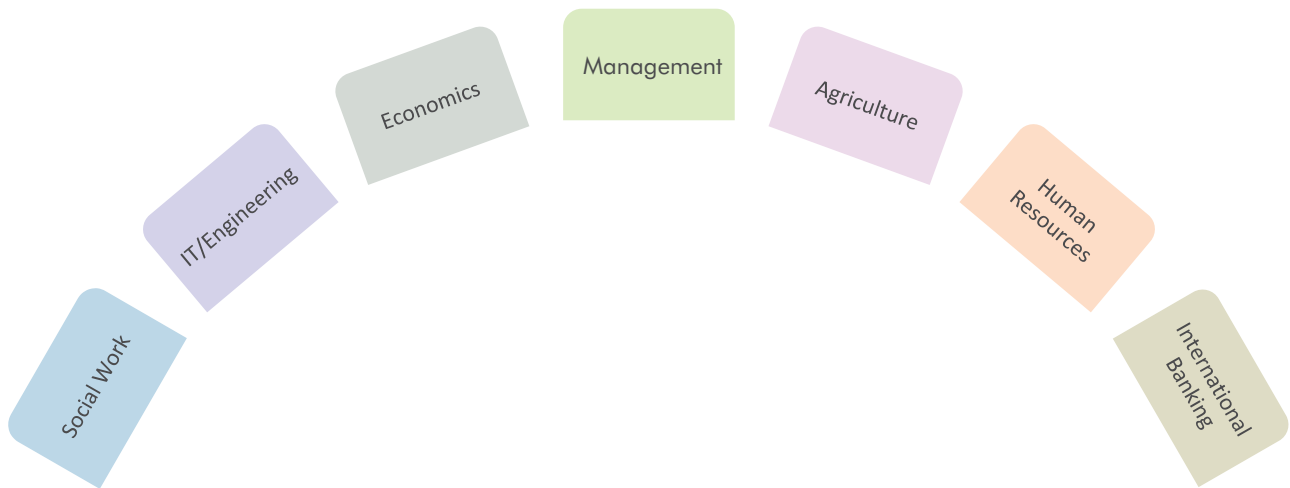 Social Work
IT/Engineering
Economics
Management
Agriculture
Human
Resources
International
Banking